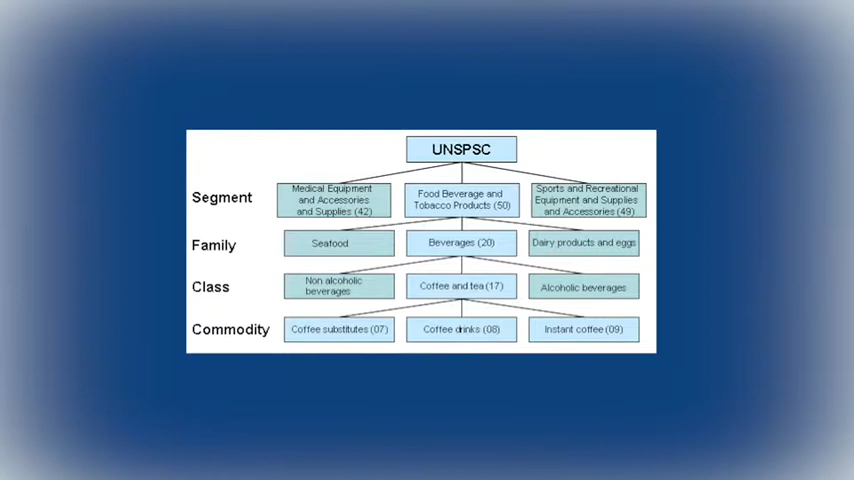 UNSPSC
Segment
Medical Equipment
and Accessories
and Supplies (42)
Food Beverage and
Tobacco Products (50)
Sports and Recreational
Equipment and Supplies
and Accessories (49)
Family
Seafood
Beverages (20)
Dairy products and eggs
Class
Non alcoholic
beverages
Coffee and tea (17)
Alcoholic beverages
Commodity
Coffee substitutes (07)
Coffee drinks (08)
Instant coffee (09)